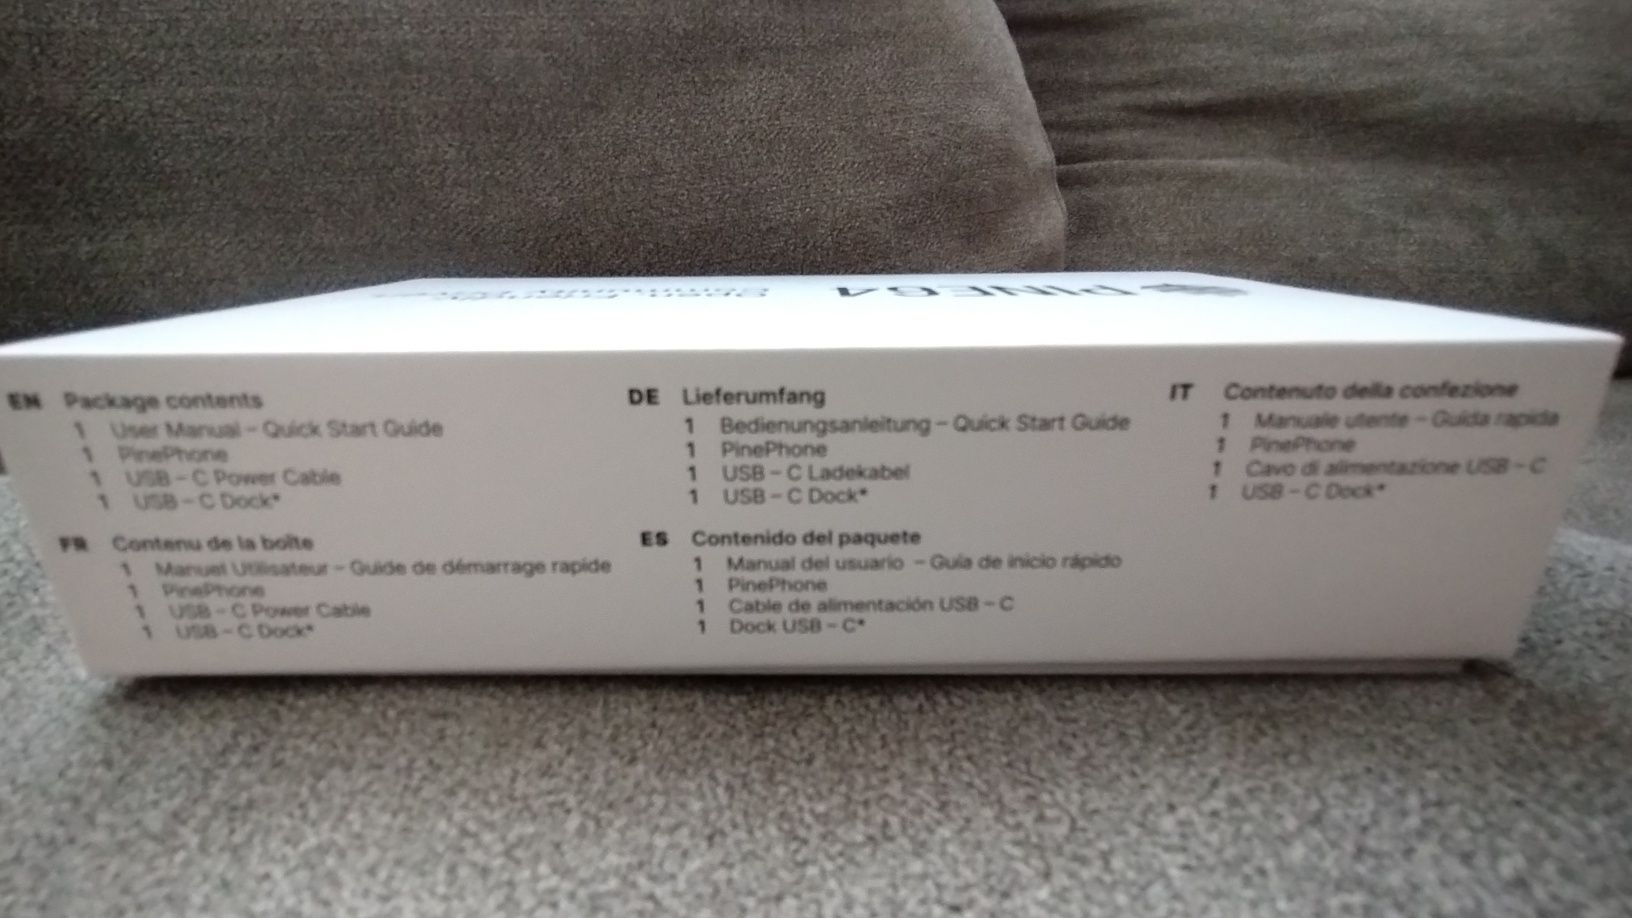 PINE64
EN Package contents
1 User Manual – Quick Start Guide
1 PinePhone
1 USB – C Power Cable
1 USB – C Dock*
FR Contenu de la boîte
1 Manuel Utilisateur – Guide de démarrage rapide
1 PinePhone
1 USB – C Power Cable
1 USB – C Dock*
DE Lieferumfang
1 Bedienungsanleitung – Quick Start Guide
1 PinePhone
1 USB – C Ladekabel
1 USB – C Dock*
ES Contenido del paquete
1 Manual del usuario – Guía de inicio rápido
1 PinePhone
1 Cable de alimentación USB – C
1 Dock USB – C*
IT Contenuto della confezione
1 Manuale utente – Guida rapida
1 PinePhone
1 Cavo di alimentazione USB – C
1 USB – C Dock*